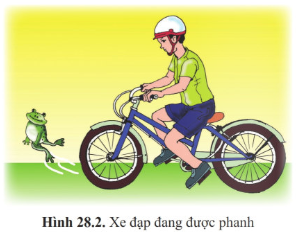 Hình 28.2. Xe đạp đang được phanh